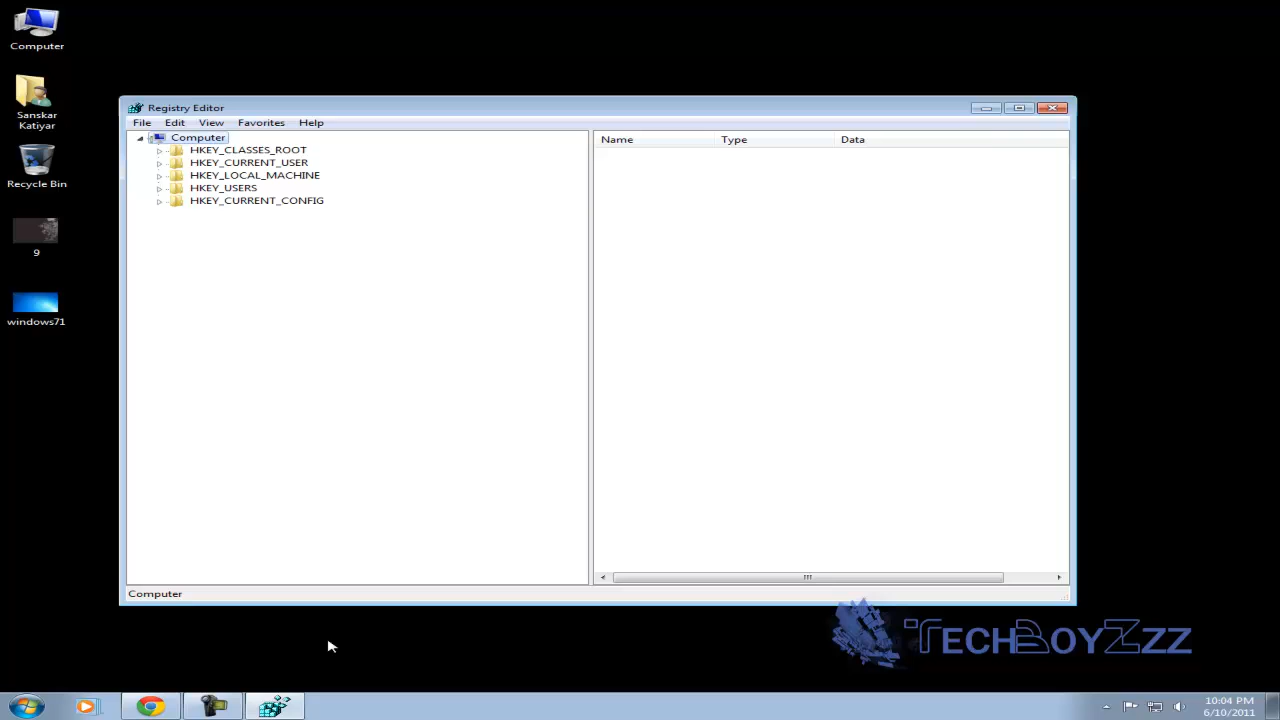 Computer
Sanskar
Katiyar
Recycle Bin
9
windows71
Registry Editor
File Edit View Favorites Help
Computer
HKEY_CLASSES_ROOT
HKEY_CURRENT_USER
HKEY_LOCAL_MACHINE
HKEY_USERS
HKEY_CURRENT_CONFIG
Name Type Data
Computer
TECHBOYZZZ
10:04 PM
6/10/2011